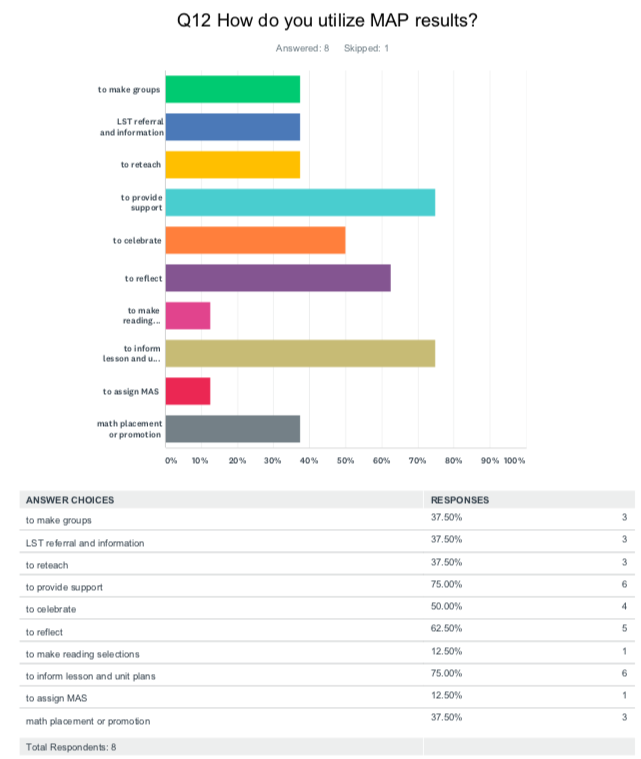 Q12 How do you utilize MAP results?
Answered: 8 Skipped: 1
to make groups
LST referral
and information
to reteach
to provide
support
to celebrate
to reflect
to make
reading...
to inform
lesson and u...
to assign MAS
math placement
or promotion
0% 10% 20% 30% 40% 50% 60% 70% 80% 90% 100%
ANSWER CHOICES RESPONSES
to make groups 37.50% 3
LST referral and information 37.50% 3
to reteach 37.50% 3
to provide support 75.00% 6
to celebrate 50.00% 4
to reflect 62.50% 5
to make reading selections 12.50% 1
to inform lesson and unit plans 75.00% 6
to assign MAS 12.50% 1
math placement or promotion 37.50% 3
Total Respondents: 8